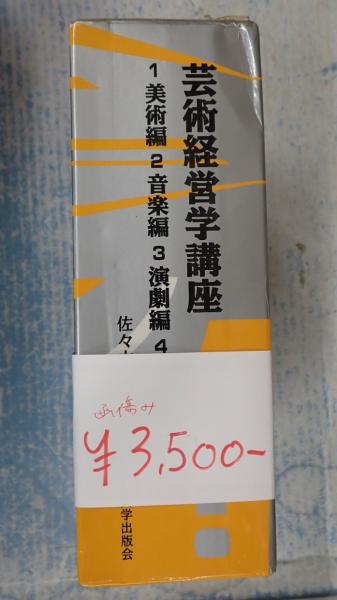 芸術経営学講座
1 美術編 2 音楽編 3 演劇編 4
佐々
函傷み
¥3,500-
学出版会